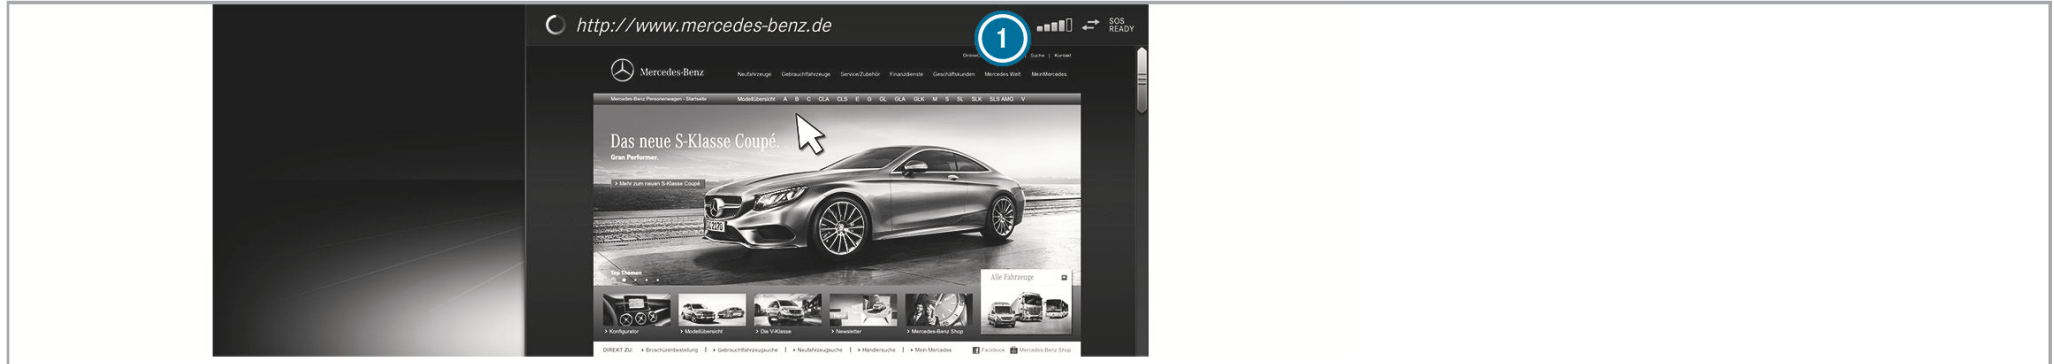 http://www.mercedes-benz.de
1
SOS
READY
Suche | Kontakt
Mercedes-Benz
Neufahrzeuge Gebrauchtfahrzeuge Service/Zubehör Finanzdienste Geschäftskunden Mercedes Welt MeinMercedes
Mercedes-Benz Personenwagen - Startseite Modellübersicht A B C CLA CLS E G GL GLA GLK M S SL SLK SLS AMG V
Das neue S-Klasse Coupé.
Gran Performer.
> Mehr zum neuen S-Klasse Coupé
Top Themen
Alle Fahrzeuge
> Konfigurator > Modellübersicht > Die V-Klasse > Newsletter > Mercedes-Benz Shop
DIREKT ZU: > Broschürenbestellung | > Gebrauchtfahrzeugsuche | > Neufahrzeugsuche | > Händlersuche | > Mein Mercedes Facebook Mercedes-Benz Shop